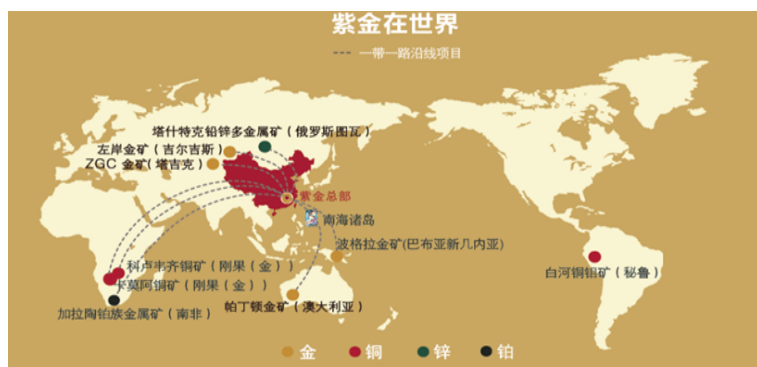 紫金在世界
一带一路沿线项目
塔什特克铅锌多金属矿（俄罗斯图瓦）
左岸金矿（吉尔吉斯）
ZGC 金矿（塔吉克）
紫金总部
南海诸岛
波格拉金矿(巴布亚新几内亚)
科卢韦齐铜矿（刚果（金））
卡莫阿铜矿（刚果（金））
白河铜钼矿（秘鲁）
加拉陶铂族金属矿（南非）
帕丁顿金矿（澳大利亚）
金 铜 锌 铂